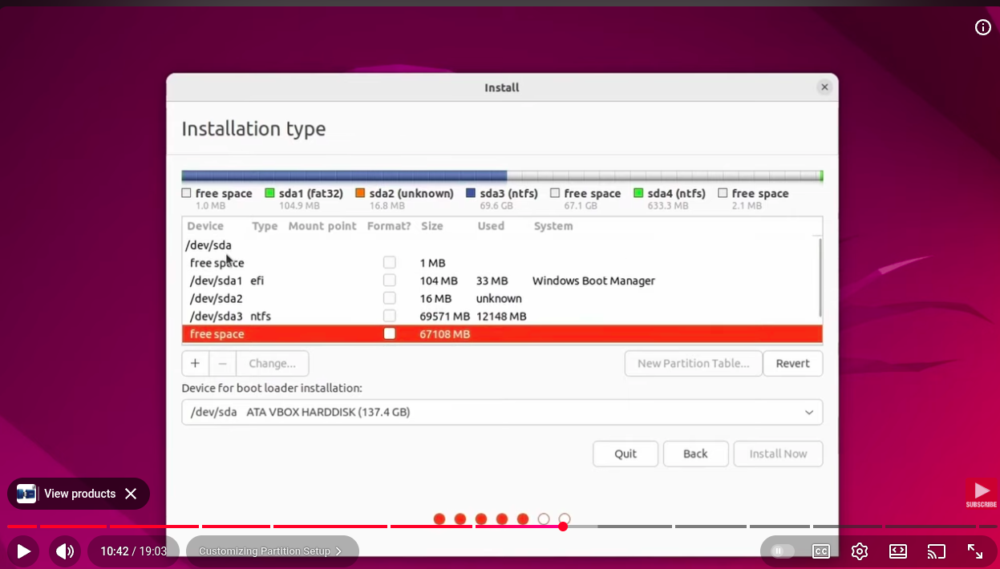 Install
Installation type
free space sda1 (fat32) sda2 (unknown) sda3 (ntfs) free space sda4 (ntfs) free space
1.0 MB 104.9 MB 16.8 MB 69.6 GB 67.1 GB 633.3 MB 2.1 MB
Device Type Mount point Format? Size Used System
/dev/sda
free space 1 MB
/dev/sda1 efi 104 MB 33 MB Windows Boot Manager
/dev/sda2 16 MB unknown
/dev/sda3 ntfs 69571 MB 12148 MB
free space 67108 MB
+ − Change... New Partition Table... Revert
Device for boot loader installation:
/dev/sda ATA VBOX HARDDISK (137.4 GB)
Quit Back Install Now
View products
SUBSCRIBE
10:42 / 19:03 Customizing Partition Setup CC